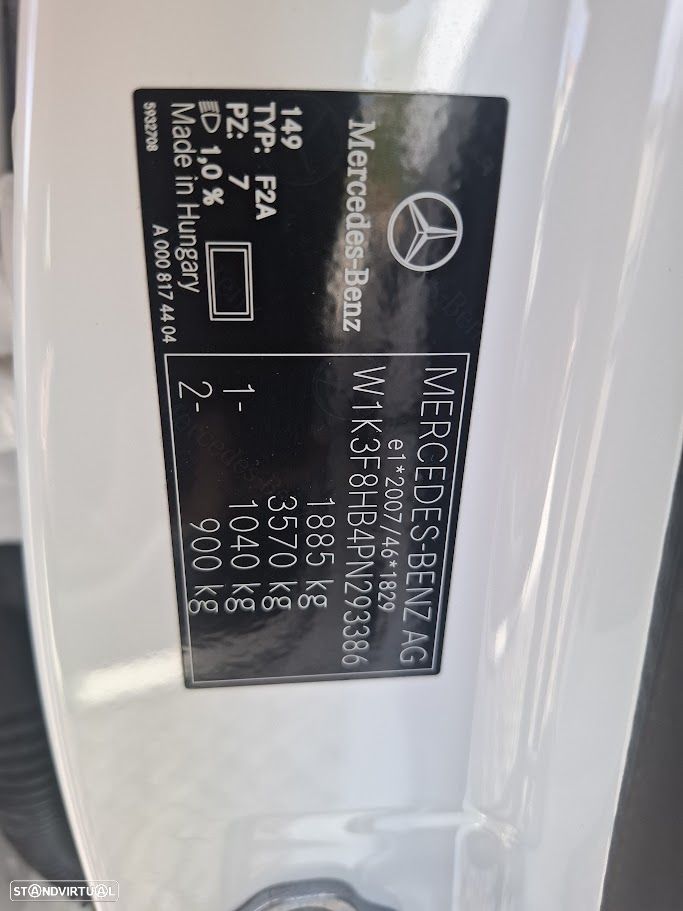 Mercedes-Benz
149
TYP: F2A
PZ: 7
1,0 %
Made in Hungary
5932708
A 000 817 44 04
MERCEDES-BENZ AG
e1*2007/46*1829
W1K3F8HB4PN293386
1885 kg
3570 kg
1- 1040 kg
2- 900 kg
STANDVIRTUAL